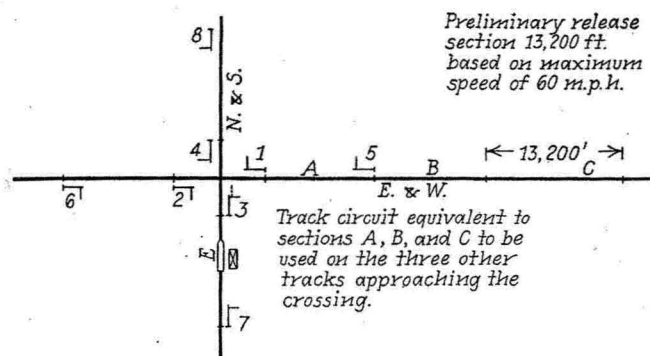 Preliminary release
section 13,200 ft.
based on maximum
speed of 60 m.p.h.
8
N. & S.
4
1
A
5
B
13,200'
C
6
2
3
E. & W.
Track circuit equivalent to
sections A, B, and C to be
used on the three other
tracks approaching the
crossing.
E
7